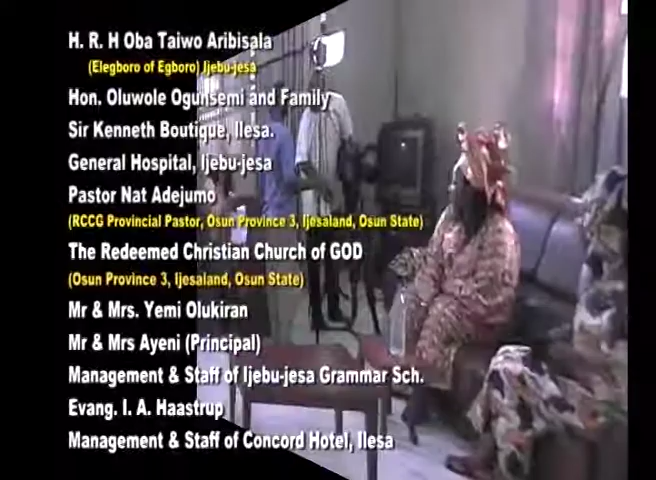 H. R. H Oba Taiwo Aribisala
(Elegboro of Egboro) Ijebu-jesa
Hon. Oluwole Ogunsemi and Family
Sir Kenneth Boutique, Ilesa.
General Hospital, Ijebu-jesa
Pastor Nat Adejumo
(RCCG Provincial Pastor, Osun Province 3, Ijesaland, Osun State)
The Redeemed Christian Church of GOD
(Osun Province 3, Ijesaland, Osun State)
Mr & Mrs. Yemi Olukiran
Mr & Mrs Ayeni (Principal)
Management & Staff of Ijebu-jesa Grammar Sch.
Evang. I. A. Haastrup
Management & Staff of Concord Hotel, Ilesa